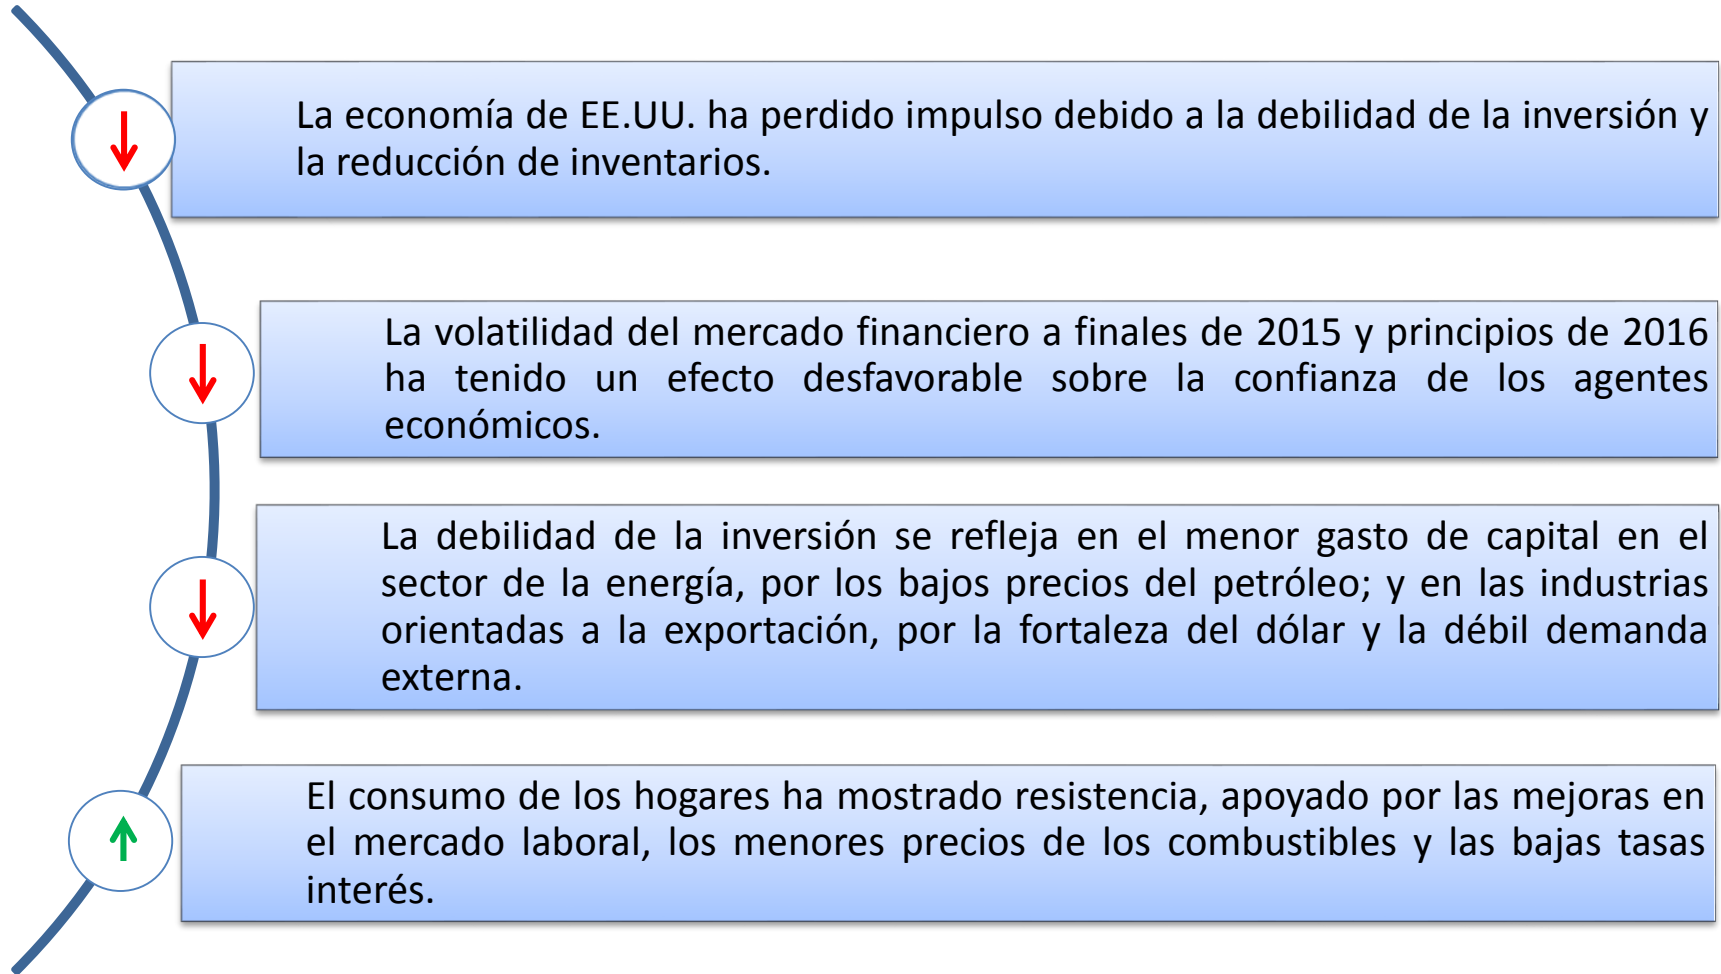 La economía de EE.UU. ha perdido impulso debido a la debilidad de la inversión y
la reducción de inventarios.
La volatilidad del mercado financiero a finales de 2015 y principios de 2016
ha tenido un efecto desfavorable sobre la confianza de los agentes
económicos.
La debilidad de la inversión se refleja en el menor gasto de capital en el
sector de la energía, por los bajos precios del petróleo; y en las industrias
orientadas a la exportación, por la fortaleza del dólar y la débil demanda
externa.
El consumo de los hogares ha mostrado resistencia, apoyado por las mejoras en
el mercado laboral, los menores precios de los combustibles y las bajas tasas
interés.